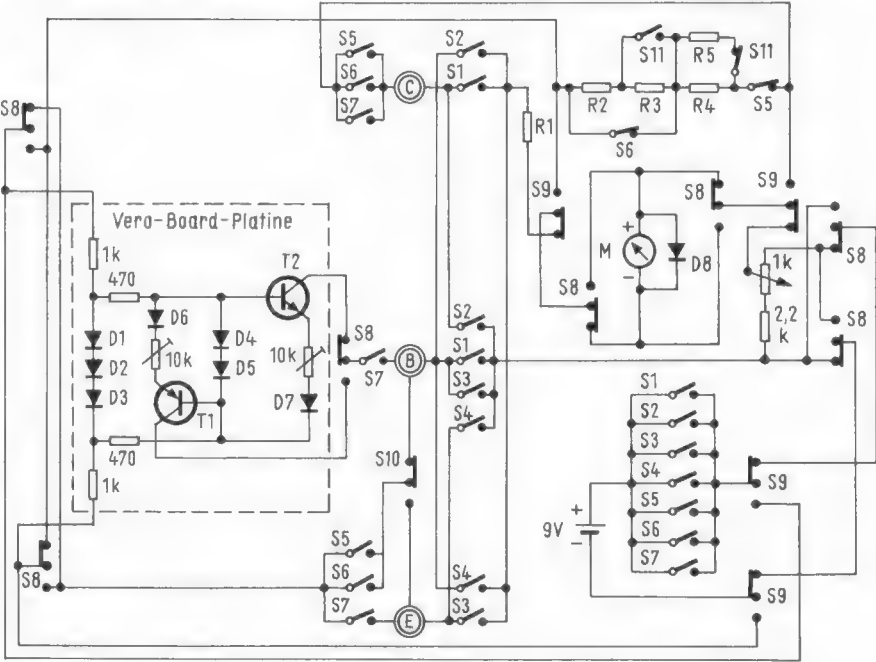 S5
S6
S7
C
S2
S1
S11
R5
S11
R2
R3
R4
S5
S6
S8
R1
S9
S8
S9
Vero-Board-Platine
1k
470
T2
M
+
-
D8
1k
S8
D6
D4
S8
S2
S8
2,2
k
S8
D1
D2
D3
10k
D5
10k
S7
B
S1
S3
S4
T1
D7
470
1k
S10
S1
S2
S3
S4
S5
S6
S7
S9
9V
+
-
S5
S6
S7
E
S4
S3
S8
S9